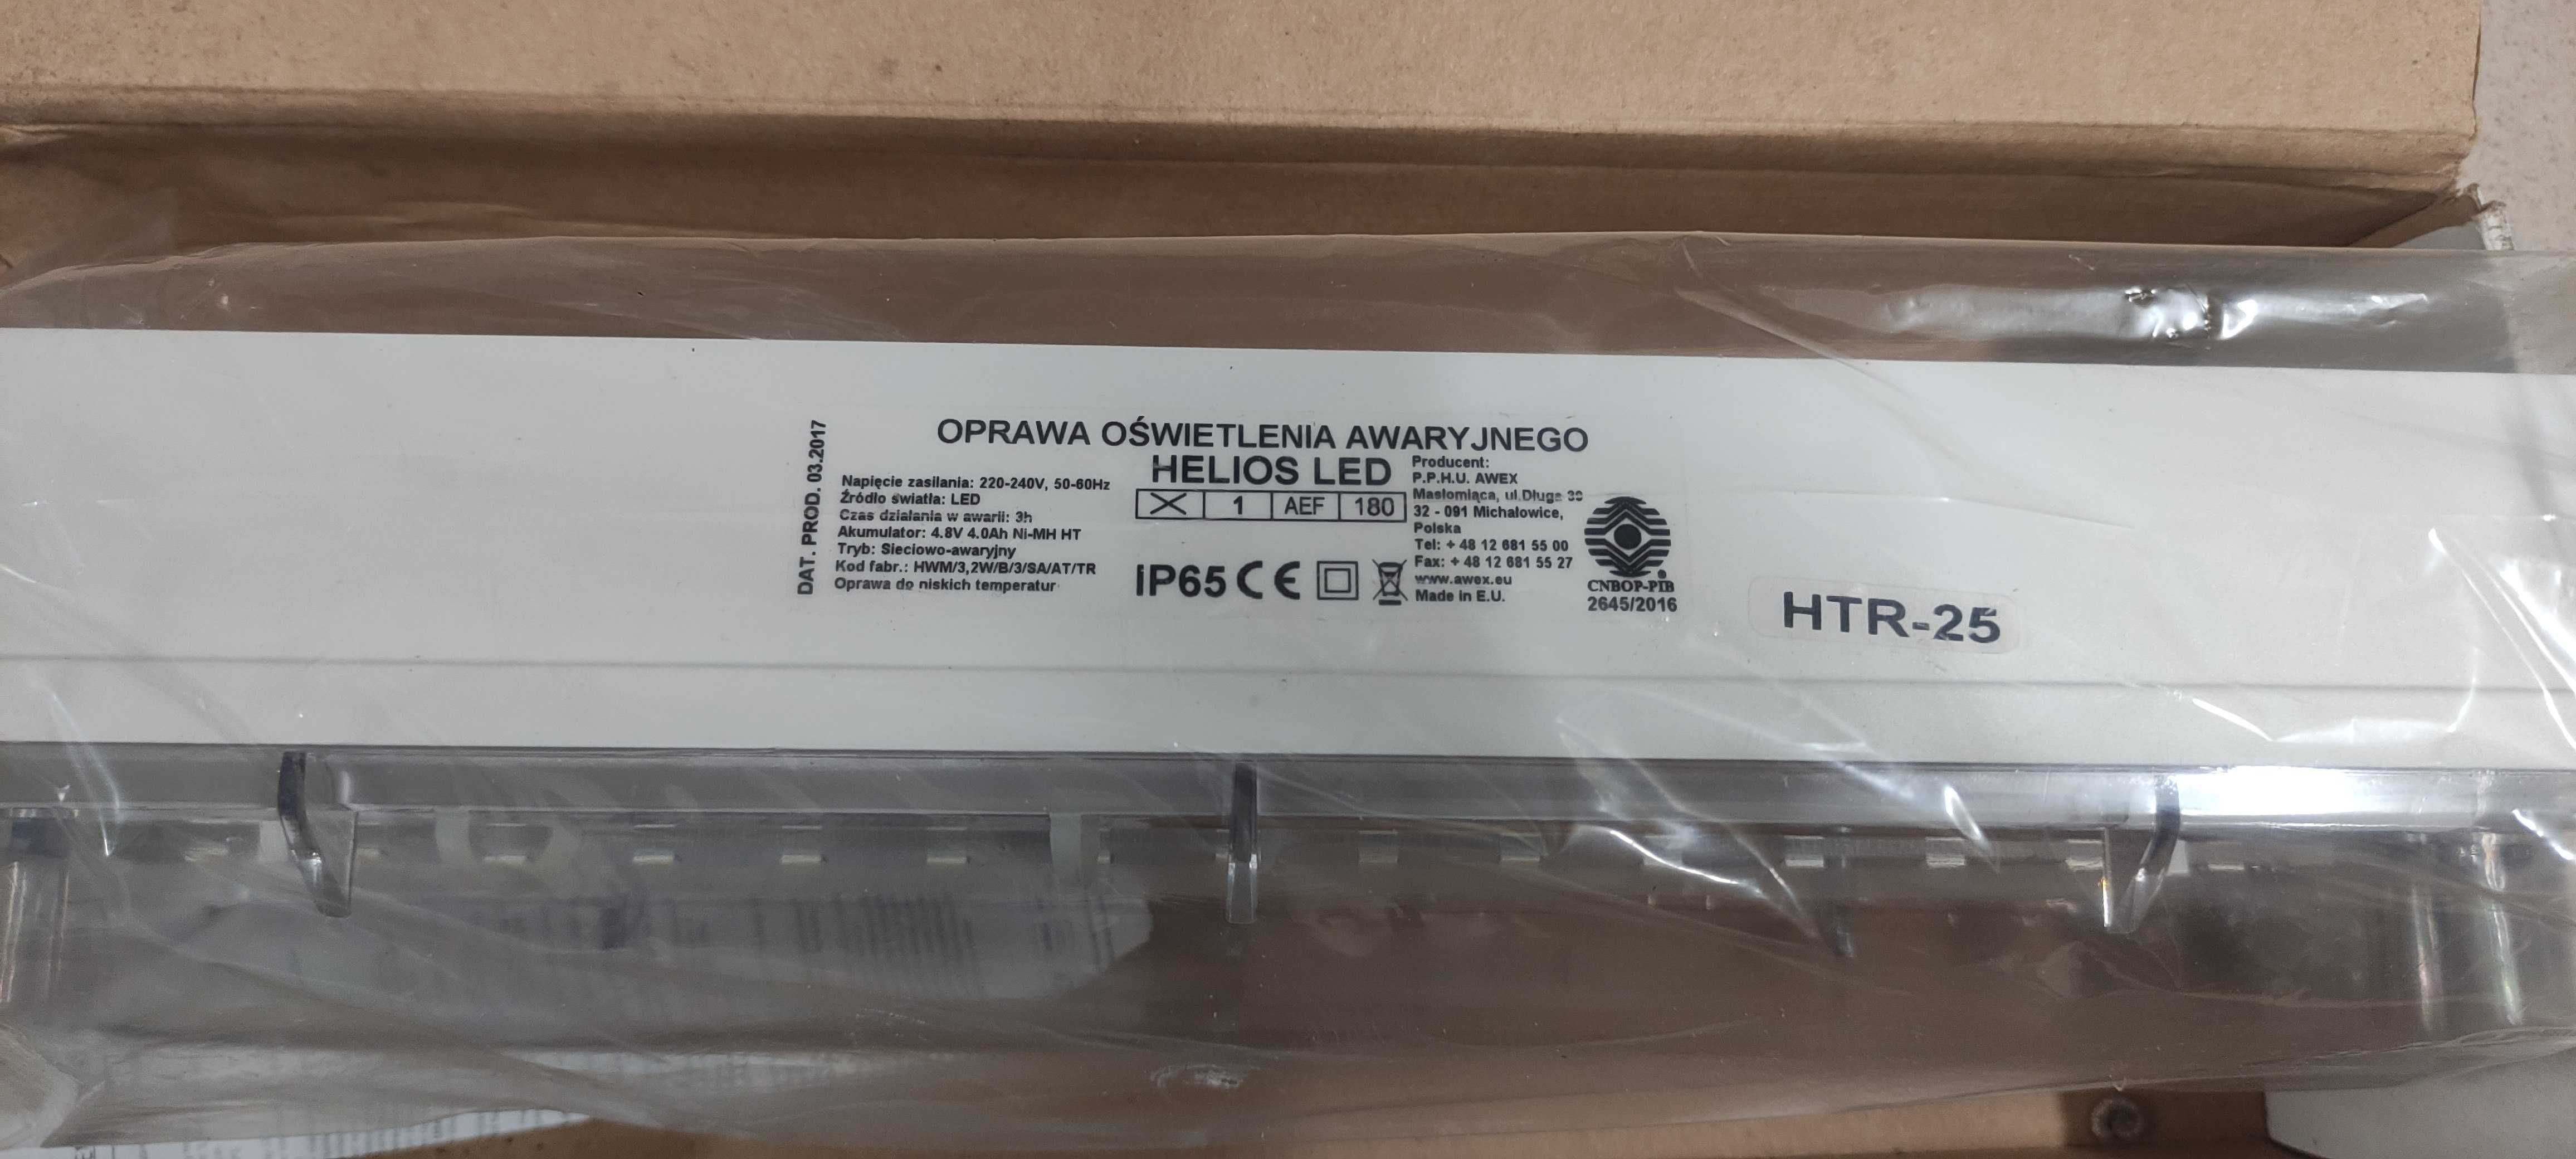 OPRAWA OŚWIETLENIA AWARYJNEGO
HELIOS LED
DAT. PROD. 03.2017
Napięcie zasilania: 220-240V, 50-60Hz
Źródło światła: LED
Czas działania w awarii: 3h
Akumulator: 4.8V 4.0Ah Ni-MH HT
Tryb: Sieciowo-awaryjny
Kod fabr.: HWM/3,2W/B/3/SA/AT/TR
Oprawa do niskich temperatur
X 1 AEF 180
IP65 CE
Producent:
P.P.H.U. AWEX
Masłomiąca, ul.Długa 39
32 - 091 Michałowice,
Polska
Tel: + 48 12 681 55 00
Fax: + 48 12 681 55 27
www.awex.eu
Made in E.U.
CNBOP-PIB
2645/2016
HTR-25